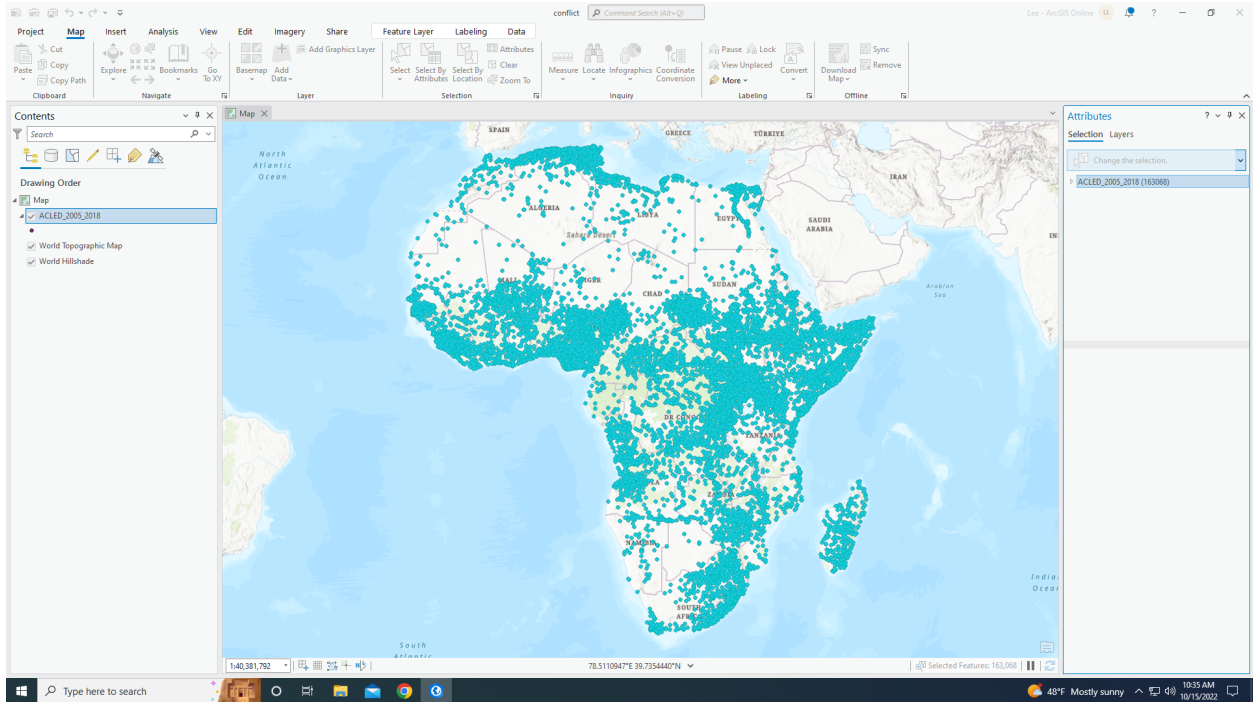 conflict
Command Search (Alt+Q)
Lee - ArcGIS Online LL ?
Project Map Insert Analysis View Edit Imagery Share Feature Layer Labeling Data
Paste
Cut
Copy
Copy Path
Clipboard
Explore
Bookmarks
Go To XY
Navigate
Basemap
Add Data
Add Graphics Layer
Layer
Select
Select By Attributes
Select By Location
Attributes
Clear
Zoom To
Selection
Measure
Locate
Infographics
Coordinate Conversion
Inquiry
Pause
Lock
View Unplaced
More
Convert
Labeling
Download Map
Sync
Remove
Offline
Contents
Search
Drawing Order
Map
ACLED_2005_2018
World Topographic Map
World Hillshade
Map
SPAIN
GREECE
TÜRKIYE
North
Atlantic
Ocean
IRAN
ALGERIA
LIBYA
EGYPT
SAUDI
ARABIA
Sahara Desert
IN
MALI
NIGER
CHAD
SUDAN
Arabian
Sea
DR CONGO
TANZANIA
ZAMBIA
NAMIBIA
India
Ocean
SOUTH
AFRICA
South
Atlantic
1:40,381,792
78.5110947°E 39.7354440°N
Selected Features: 163,068
Attributes
?
Selection Layers
Change the selection.
ACLED_2005_2018 (163068)
Type here to search
48°F Mostly sunny
10:35 AM
10/15/2022